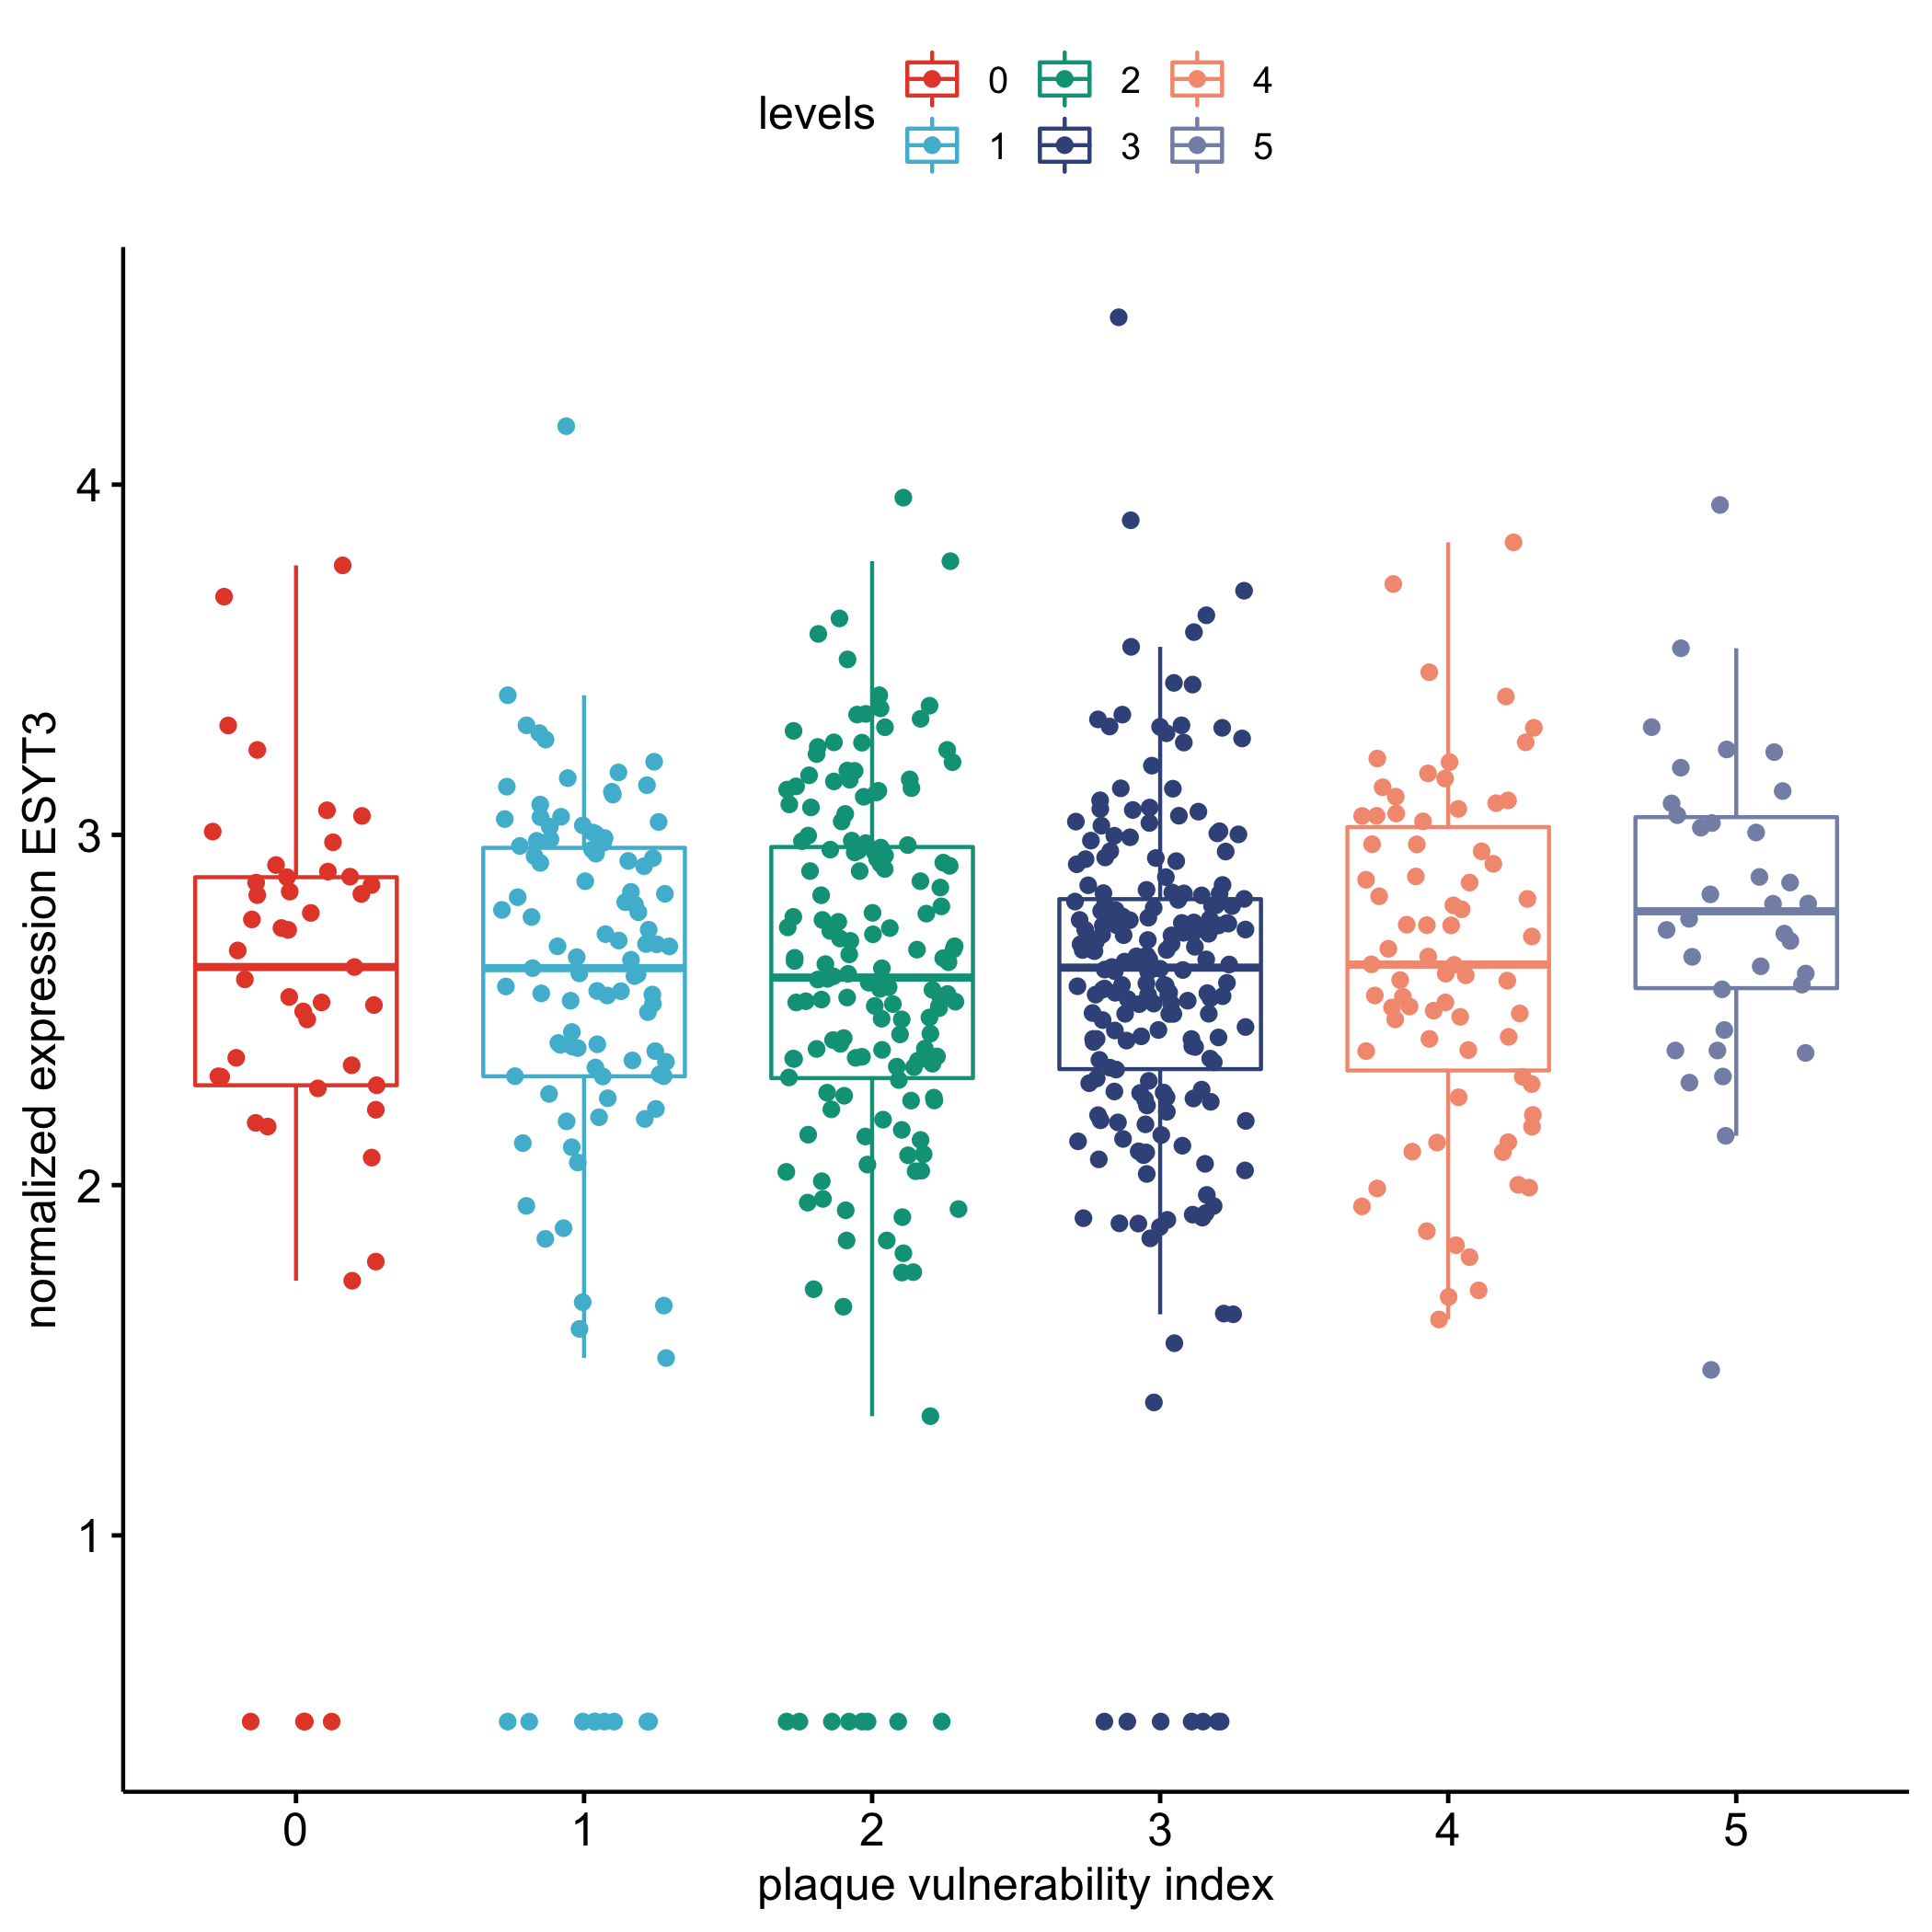 levels
0 2 4
1 3 5
normalized expression ESYT3
4
3
2
1
0 1 2 3 4 5
plaque vulnerability index